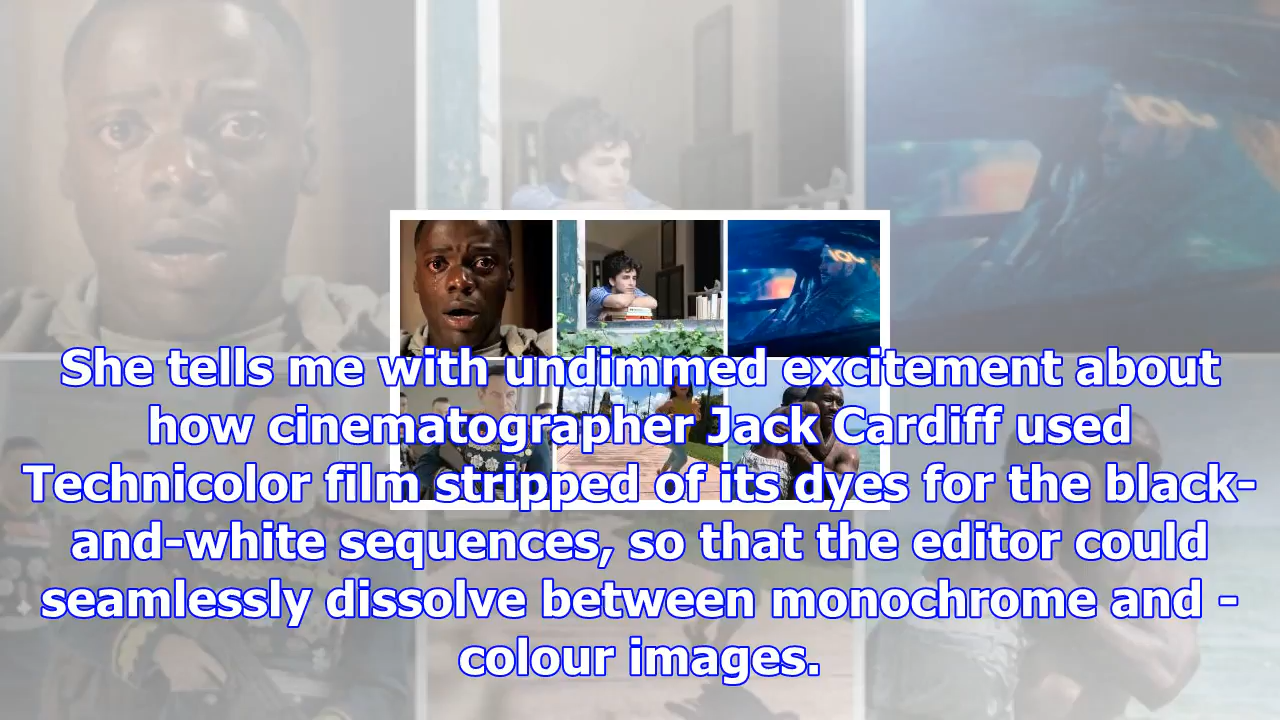 She tells me with undimmed excitement about
how cinematographer Jack Cardiff used
Technicolor film stripped of its dyes for the black-
and-white sequences, so that the editor could
seamlessly dissolve between monochrome and -
colour images.